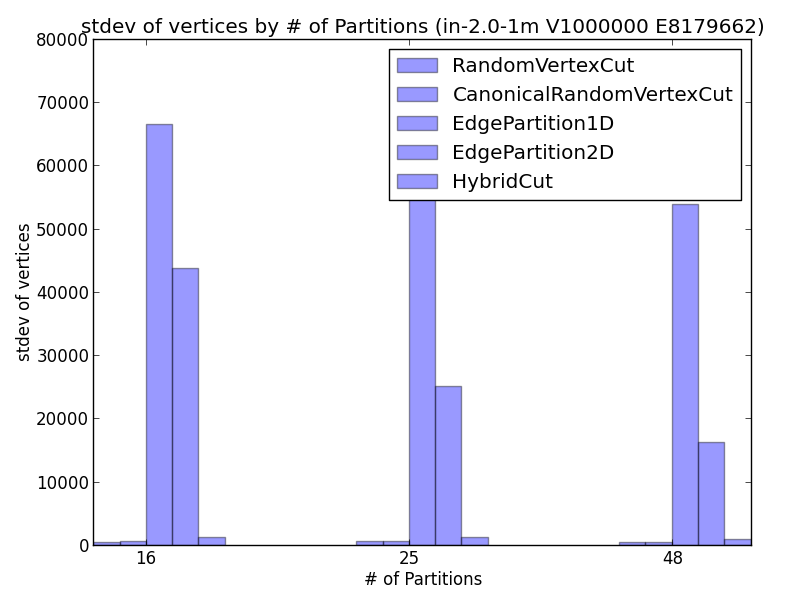 stdev of vertices by # of Partitions (in-2.0-1m V1000000 E8179662)
80000
70000
60000
50000
40000
30000
20000
10000
0
stdev of vertices
RandomVertexCut
CanonicalRandomVertexCut
EdgePartition1D
EdgePartition2D
HybridCut
16 25 48
# of Partitions